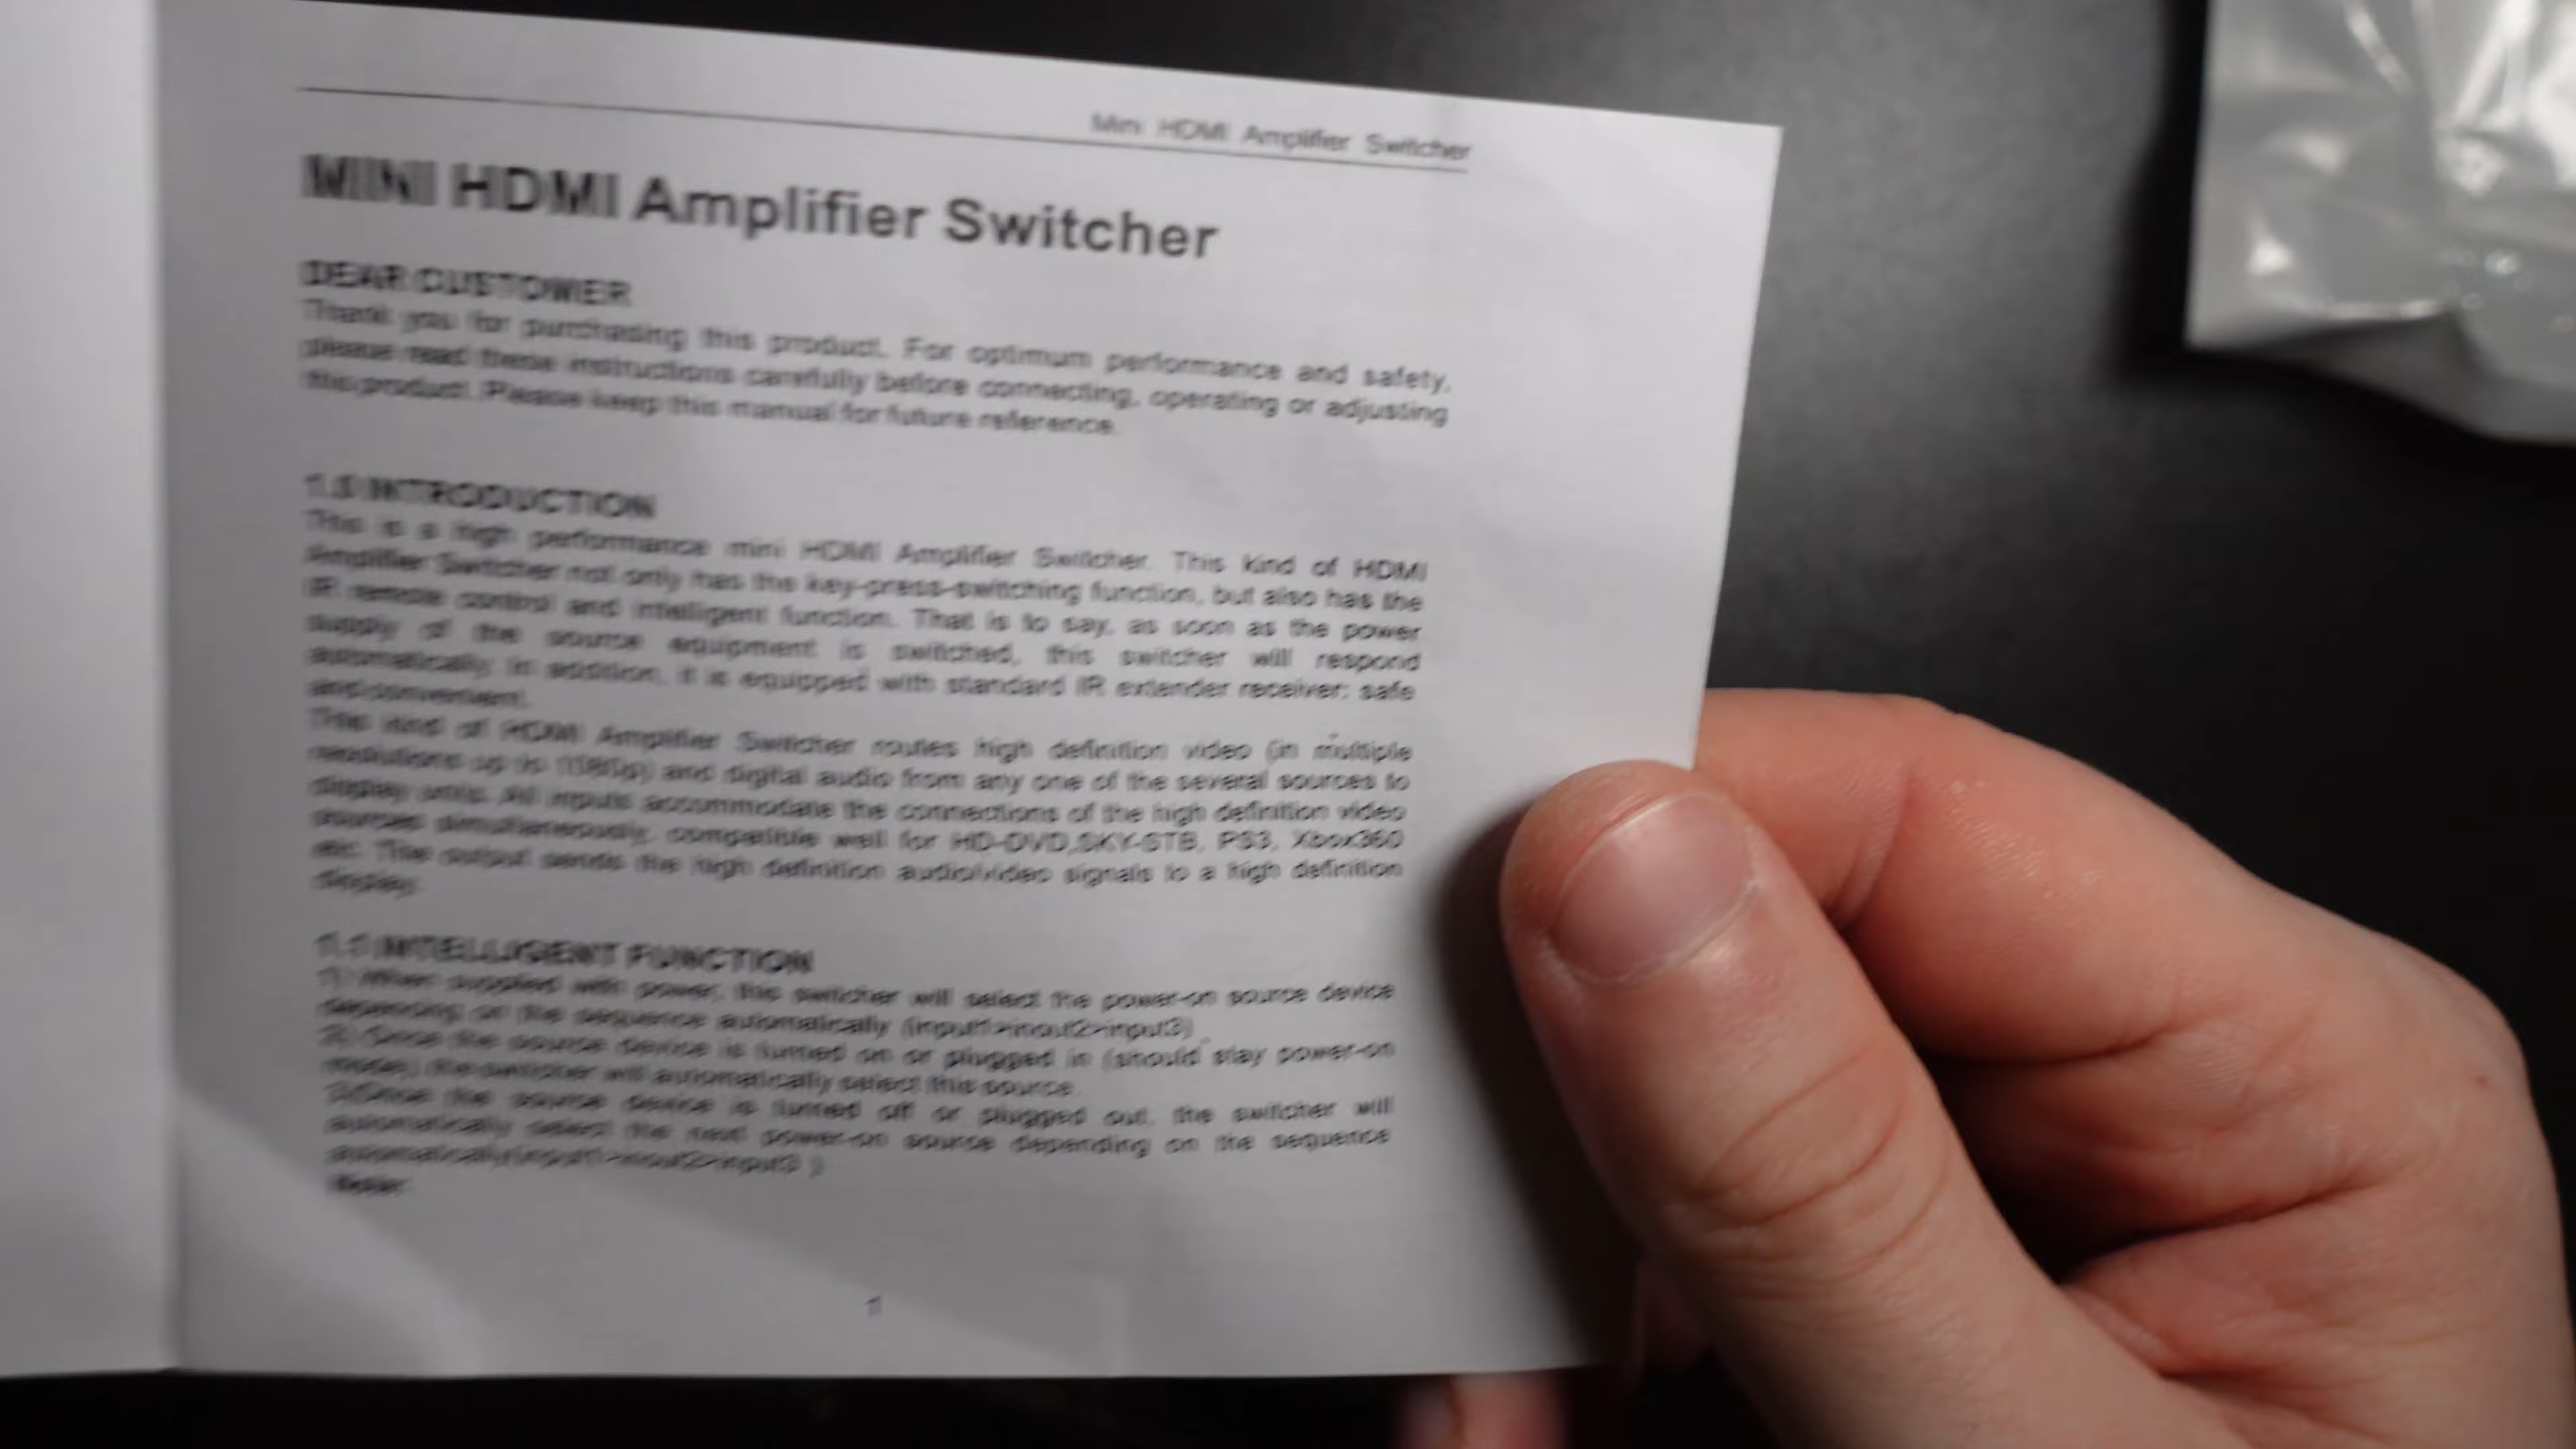 Mini HDMI Amplifier Switcher
MINI HDMI Amplifier Switcher
DEAR CUSTOMER
Thank you for purchasing this product. For optimum performance and safety,
please read these instructions carefully before connecting, operating or adjusting
this product. Please keep this manual for future reference.
1.0 INTRODUCTION
This is a high performance mini HDMI Amplifier Switcher. This kind of HDMI
Amplifier Switcher not only has the key-press-switching function, but also has the
IR remote control and intelligent function. That is to say, as soon as the power
supply of the source equipment is switched, this switcher will respond
automatically. In addition, it is equipped with standard IR extender receiver: safe
and convenient.
This kind of HDMI Amplifier Switcher routes high definition video (in multiple
resolutions up to 1080p) and digital audio from any one of the several sources to
display units. All inputs accommodate the connections of the high definition video
sources simultaneously, compatible well for HD-DVD,SKY-STB, PS3, Xbox360
etc. The output sends the high definition audio/video signals to a high definition
display.
1.1 INTELLIGENT FUNCTION
1) When supplied with power, this switcher will select the power-on source device
depending on the sequence automatically (input1>input2>input3)
2) Since the source device is turned on or plugged in (should stay power-on
mode), the switcher will automatically select this source.
3)Since the source device is turned off or plugged out, the switcher will
automatically select the next power-on source depending on the sequence
automatically(input1>input2>input3 )
Note:
1